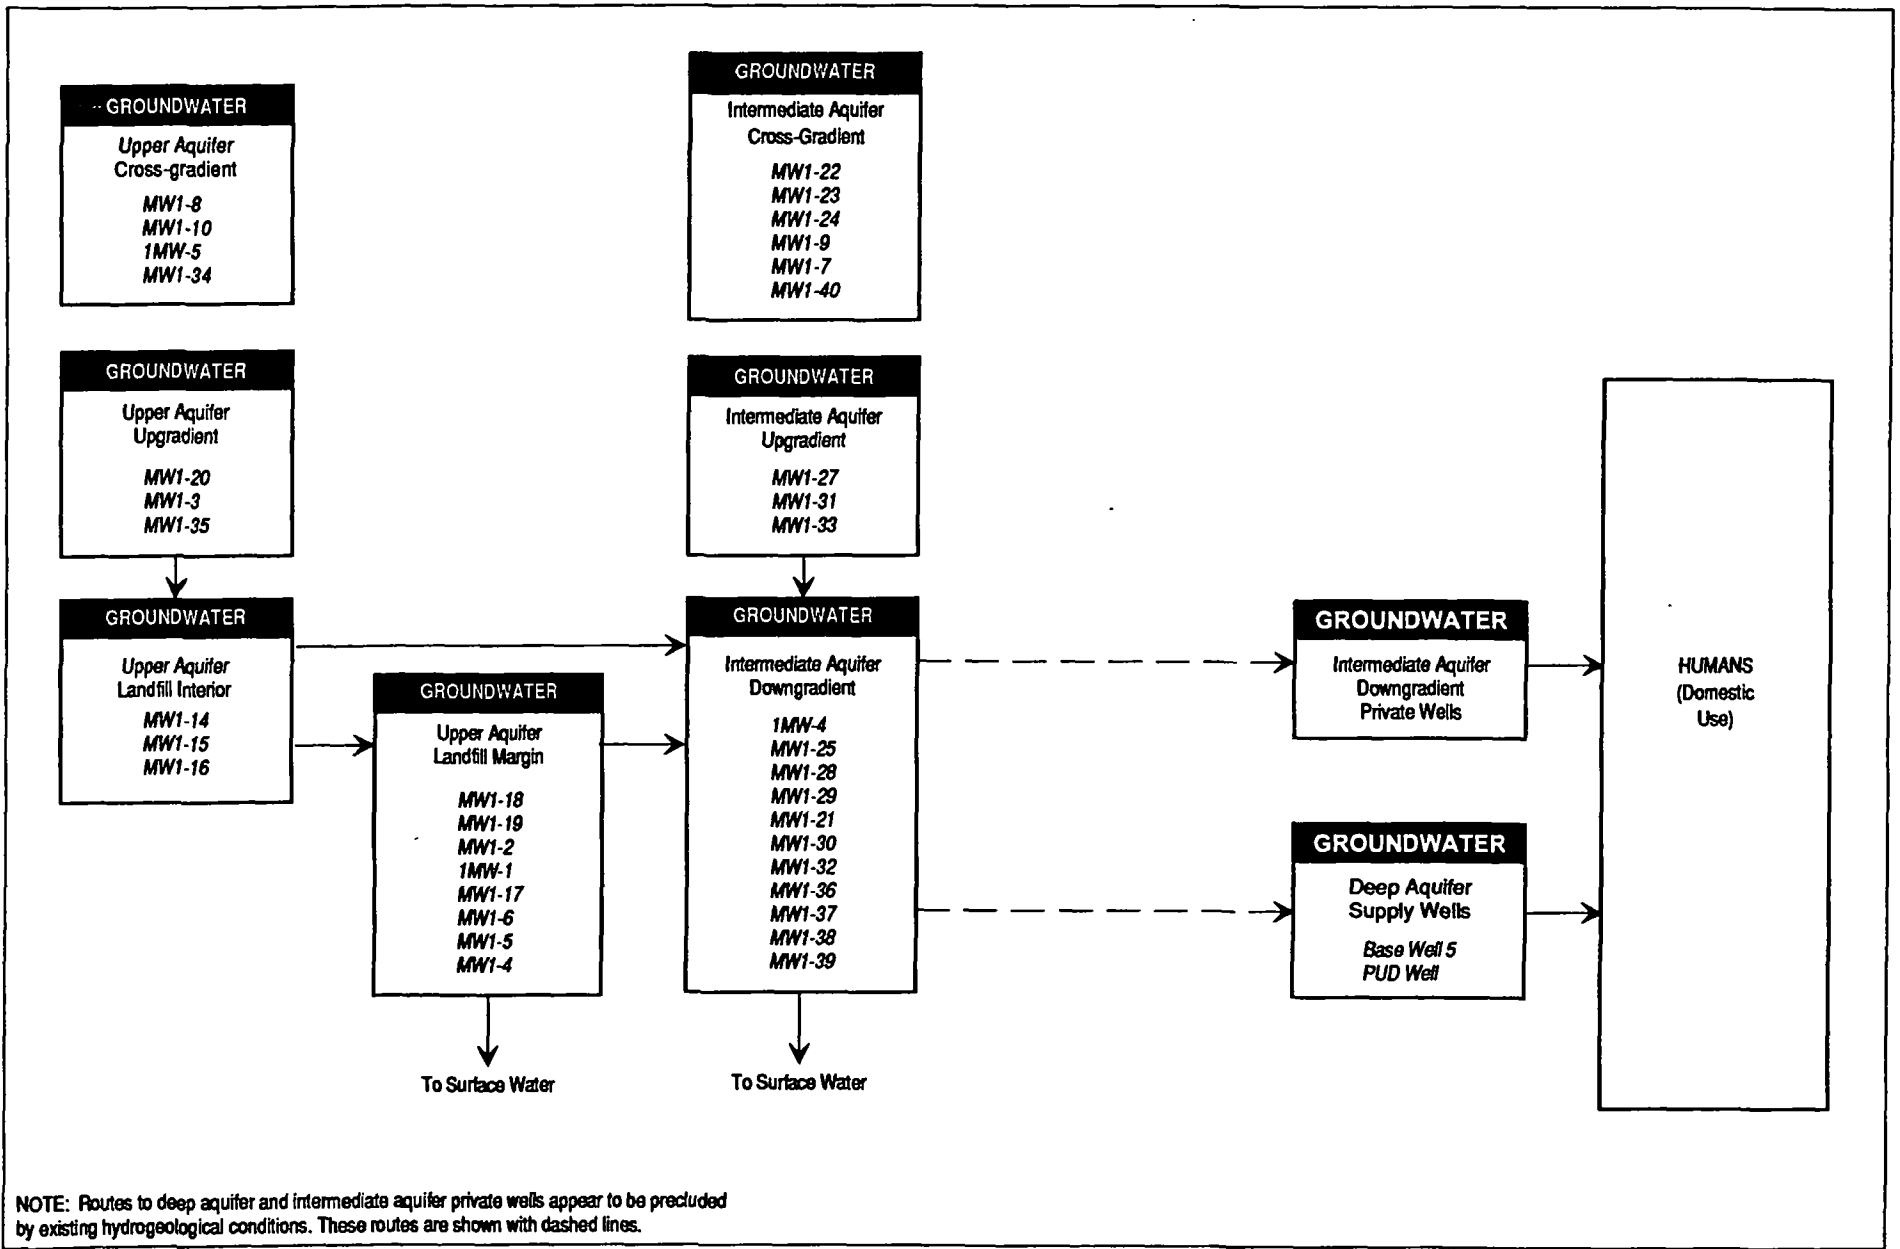 GROUNDWATER
Upper Aquifer
Cross-gradient
MW1-8
MW1-10
1MW-5
MW1-34
GROUNDWATER
Intermediate Aquifer
Cross-Gradient
MW1-22
MW1-23
MW1-24
MW1-9
MW1-7
MW1-40
GROUNDWATER
Upper Aquifer
Upgradient
MW1-20
MW1-3
MW1-35
GROUNDWATER
Intermediate Aquifer
Upgradient
MW1-27
MW1-31
MW1-33
GROUNDWATER
Upper Aquifer
Landfill Interior
MW1-14
MW1-15
MW1-16
GROUNDWATER
Upper Aquifer
Landfill Margin
MW1-18
MW1-19
MW1-2
1MW-1
MW1-17
MW1-6
MW1-5
MW1-4
To Surface Water
GROUNDWATER
Intermediate Aquifer
Downgradient
1MW-4
MW1-25
MW1-28
MW1-29
MW1-21
MW1-30
MW1-32
MW1-36
MW1-37
MW1-38
MW1-39
To Surface Water
GROUNDWATER
Intermediate Aquifer
Downgradient
Private Wells
GROUNDWATER
Deep Aquifer
Supply Wells
Base Well 5
PUD Well
HUMANS
(Domestic
Use)
NOTE: Routes to deep aquifer and intermediate aquifer private wells appear to be precluded
by existing hydrogeological conditions. These routes are shown with dashed lines.